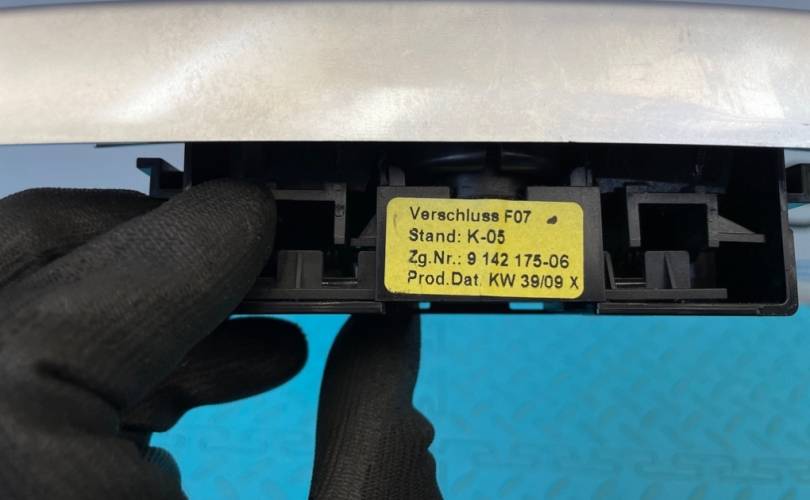 Verschluss F07
Stand: K-05
Zg.Nr.: 9 142 175-06
Prod.Dat. KW 39/09 X